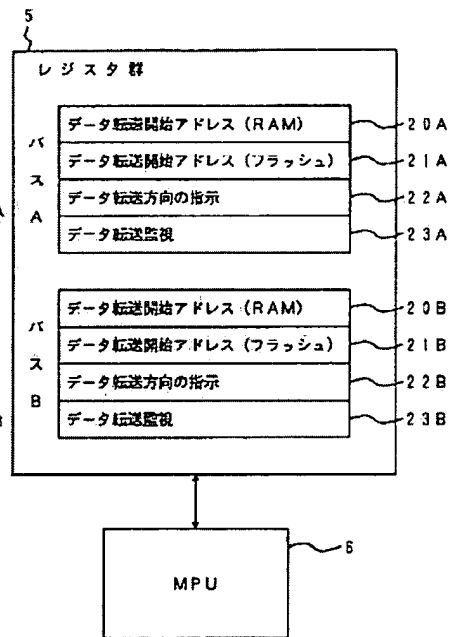 5
レジスタ群
バスA
データ転送開始アドレス(RAM) 20A
データ転送開始アドレス(フラッシュ) 21A
データ転送方向の指示 22A
データ転送監視 23A
バスB
データ転送開始アドレス(RAM) 20B
データ転送開始アドレス(フラッシュ) 21B
データ転送方向の指示 22B
データ転送監視 23B
MPU 6